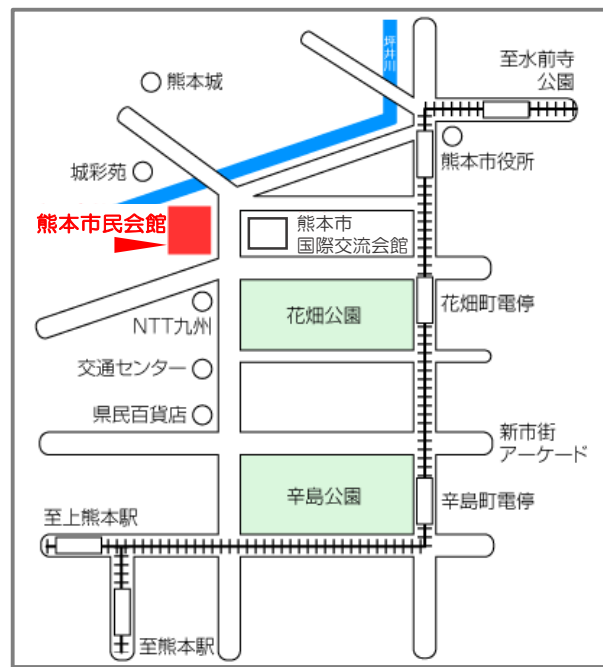 坪井川
至水前寺
公園
熊本城
熊本市役所
城彩苑
熊本市民会館
熊本市
国際交流会館
花畑公園
花畑町電停
NTT九州
交通センター
県民百貨店
新市街
アーケード
辛島公園
辛島町電停
至上熊本駅
至熊本駅